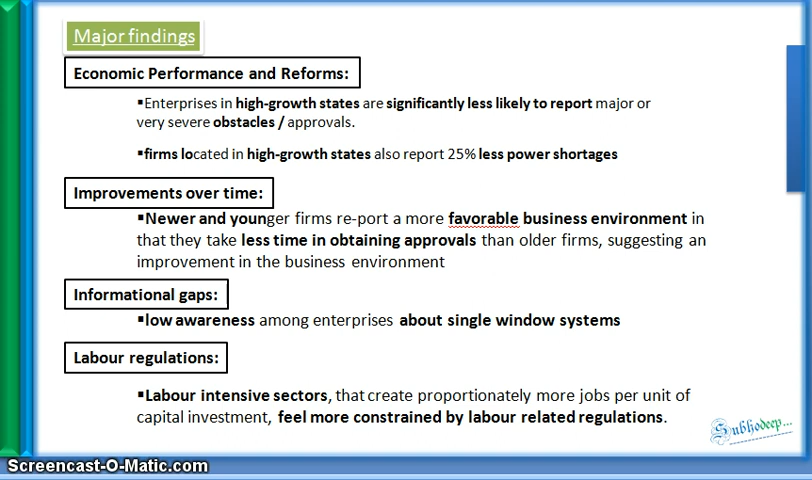 Major findings
Economic Performance and Reforms:
▪Enterprises in high-growth states are significantly less likely to report major or
very severe obstacles / approvals.
▪firms located in high-growth states also report 25% less power shortages
Improvements over time:
▪Newer and younger firms re-port a more favorable business environment in
that they take less time in obtaining approvals than older firms, suggesting an
improvement in the business environment
Informational gaps:
▪low awareness among enterprises about single window systems
Labour regulations:
▪Labour intensive sectors, that create proportionately more jobs per unit of
capital investment, feel more constrained by labour related regulations.
Subhodeep...
Screencast-O-Matic.com